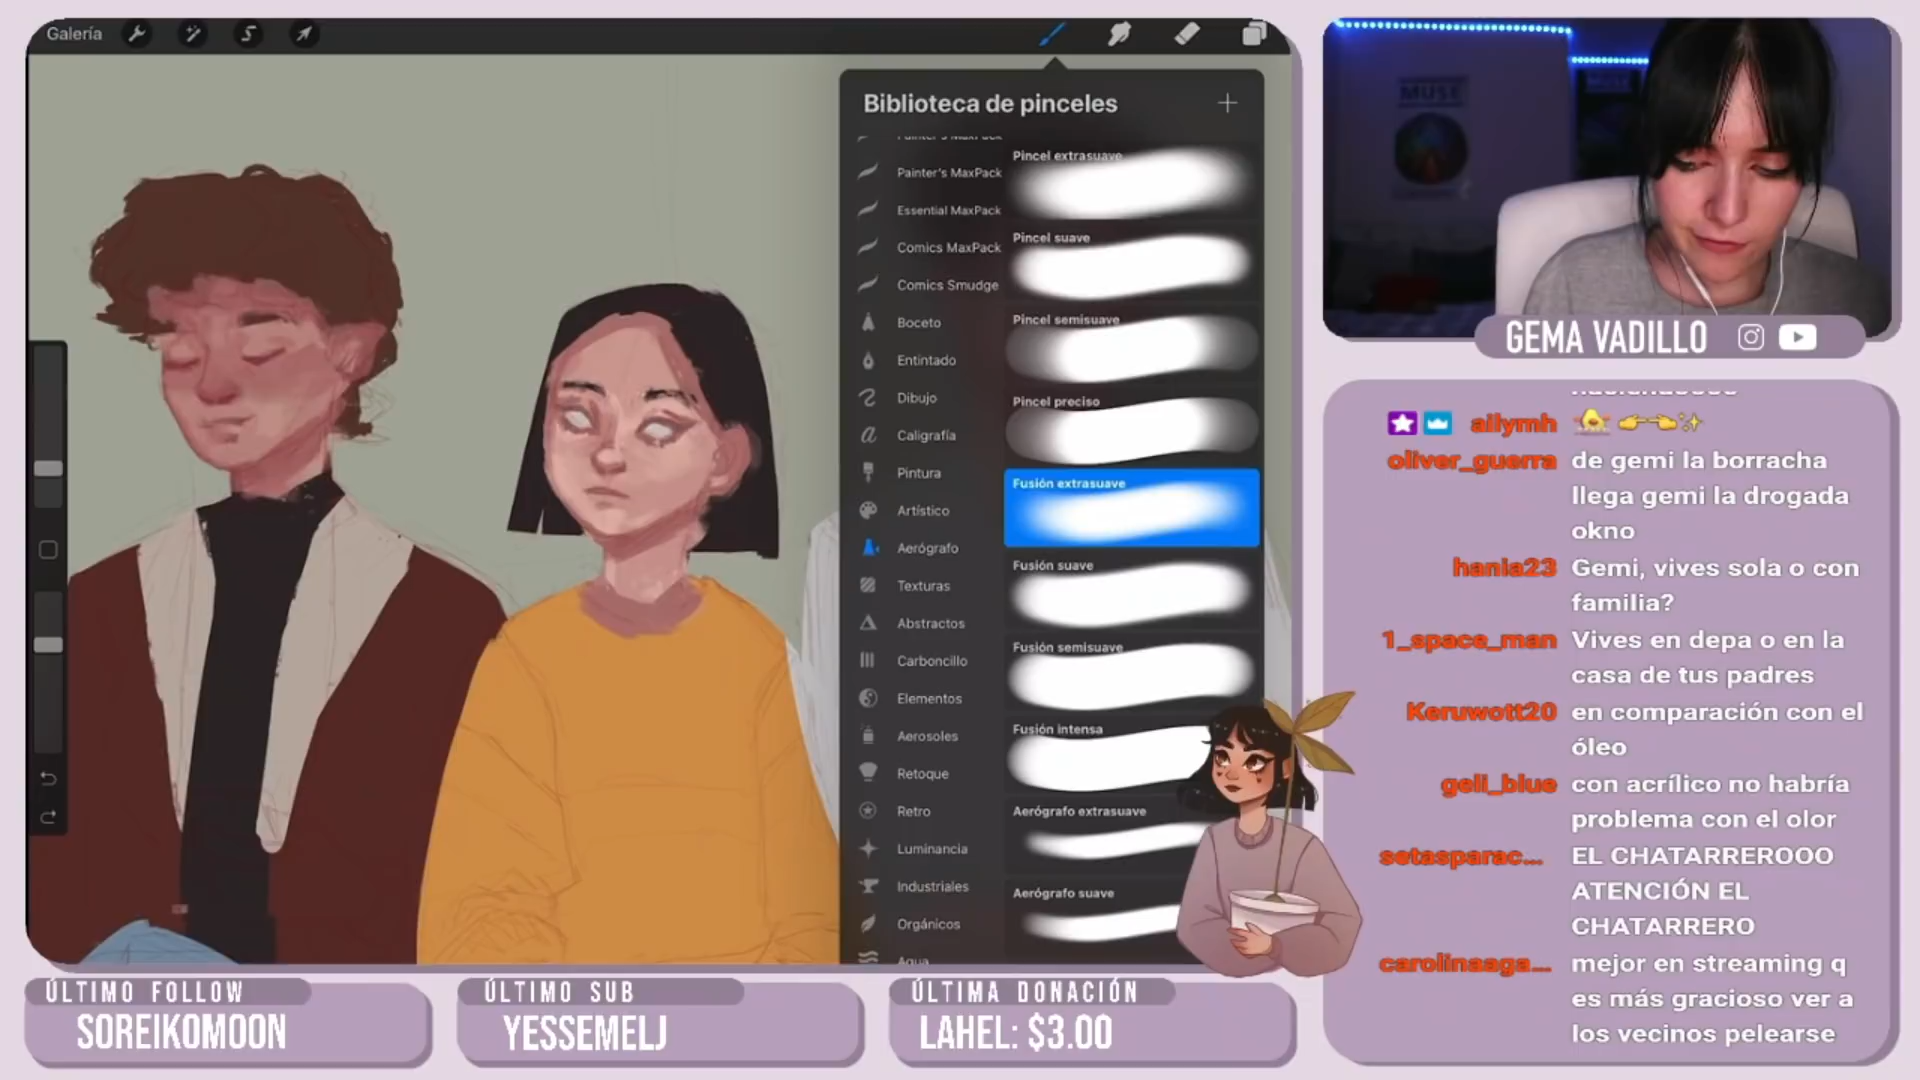 Galería
Biblioteca de pinceles
Painter's MaxPack
Painter's MaxPack
Essential MaxPack
Comics MaxPack
Comics Smudge
Boceto
Entintado
Dibujo
Caligrafía
Pintura
Artístico
Aerógrafo
Texturas
Abstractos
Carboncillo
Elementos
Aerosoles
Retoque
Retro
Luminancia
Industriales
Orgánicos
Agua
Pincel extrasuave
Pincel suave
Pincel semisuave
Pincel preciso
Fusión extrasuave
Fusión suave
Fusión semisuave
Fusión intensa
Aerógrafo extrasuave
Aerógrafo suave
MUSE
GEMA VADILLO
ailymh
oliver_guerra de gemi la borracha
llega gemi la drogada
okno
hania23 Gemi, vives sola o con
familia?
1_space_man Vives en depa o en la
casa de tus padres
Keruwott20 en comparación con el
óleo
geli_blue con acrílico no habría
problema con el olor
setasparac... EL CHATARREROOO
ATENCIÓN EL
CHATARRERO
carolinaaga... mejor en streaming q
es más gracioso ver a
los vecinos pelearse
ÚLTIMO FOLLOW
SOREIKOMOON
ÚLTIMO SUB
YESSEMELJ
ÚLTIMA DONACIÓN
LAHEL: $3.00